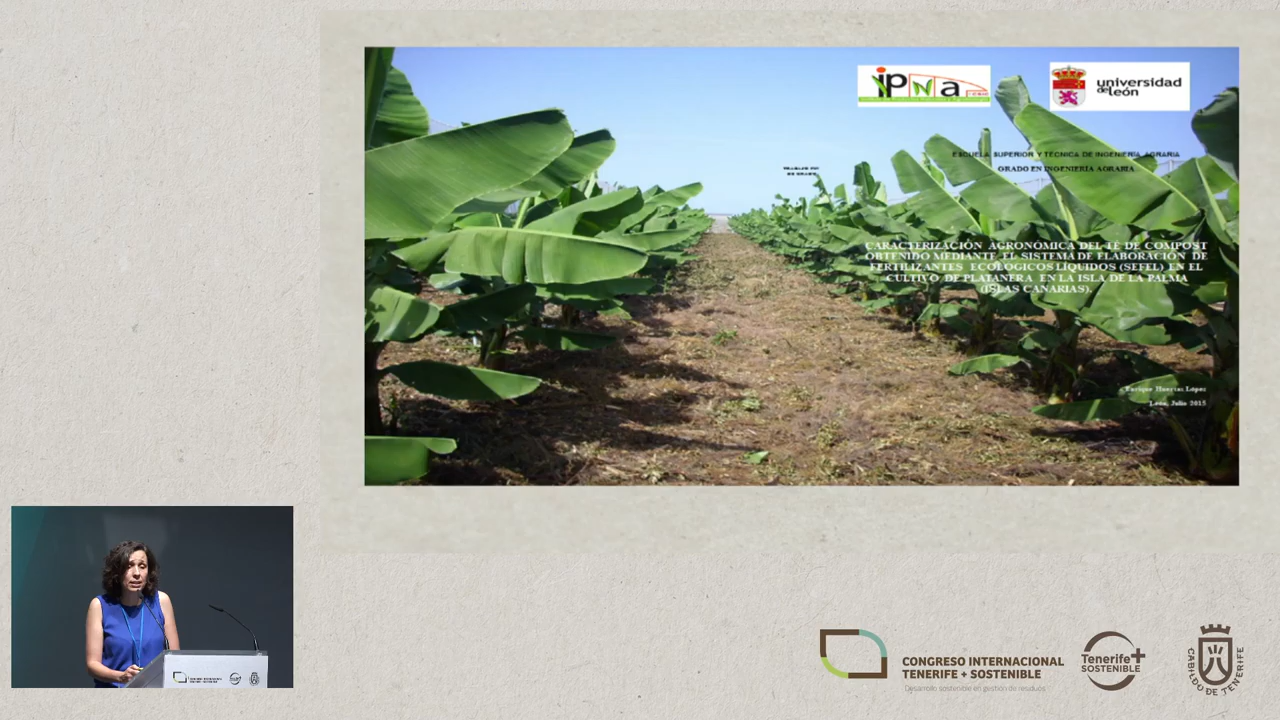 ipna
universidad
de león
ESCUELA SUPERIOR Y TÉCNICA DE INGENIERÍA AGRARIA
GRADO EN INGENIERÍA AGRARIA
CARACTERIZACIÓN AGRONÓMICA DEL TÉ DE COMPOST
OBTENIDO MEDIANTE EL SISTEMA DE ELABORACIÓN DE
FERTILIZANTES ECOLÓGICOS LÍQUIDOS (SEFEL) EN EL
CULTIVO DE PLATANERA EN LA ISLA DE LA PALMA
(ISLAS CANARIAS).
Enrique Huertas López
León, Julio 2015
CONGRESO INTERNACIONAL
TENERIFE + SOSTENIBLE
Desarrollo sostenible en gestión de residuos
Tenerife+
SOSTENIBLE
CABILDO DE TENERIFE